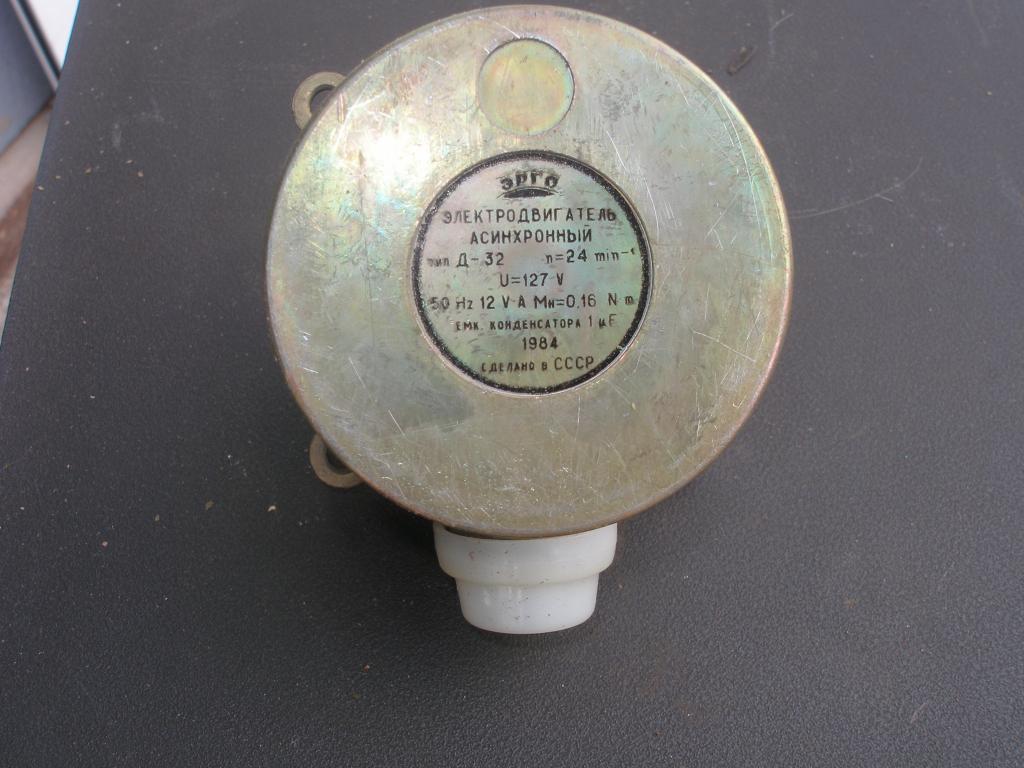 ЭРГО
ЭЛЕКТРОДВИГАТЕЛЬ
АСИНХРОННЫЙ
тип Д-32 n=24 min⁻¹
U=127 V
50 Hz 12 V·A Mн=0,16 N·m
ЕМК. КОНДЕНСАТОРА 1 μF
1984
СДЕЛАНО В СССР